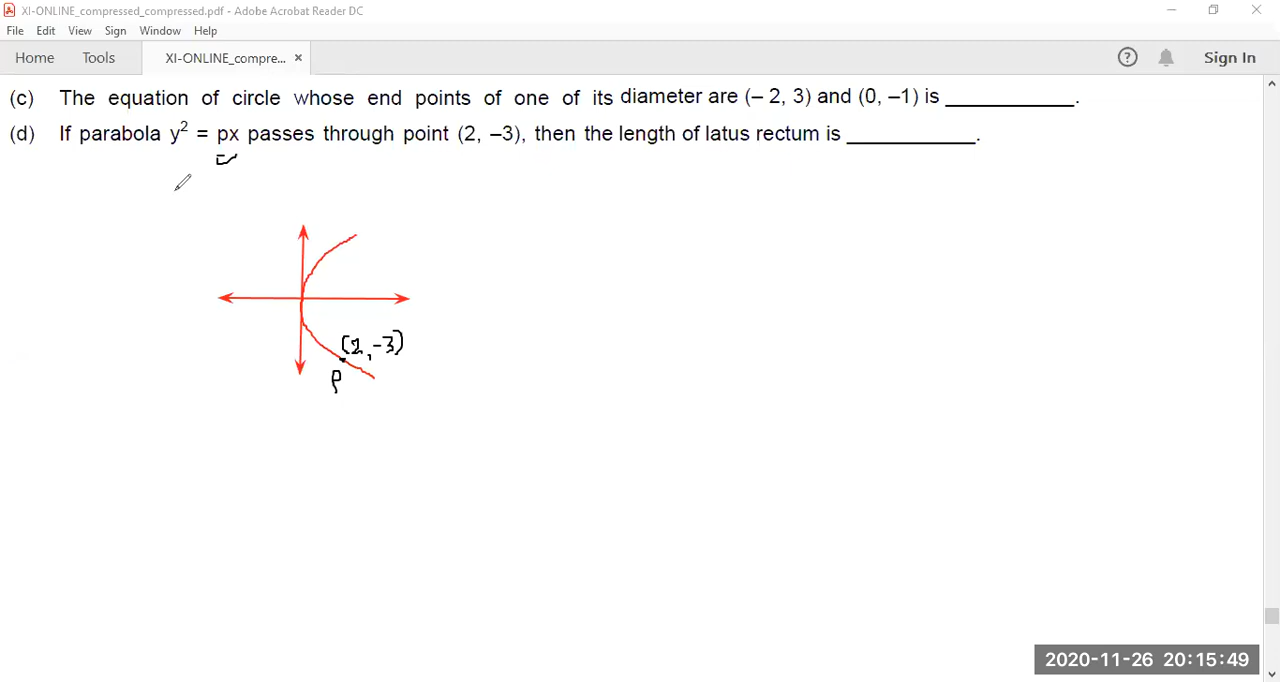 XI-ONLINE_compressed_compressed.pdf - Adobe Acrobat Reader DC
File Edit View Sign Window Help
Home Tools XI-ONLINE_compre... × Sign In
(c) The equation of circle whose end points of one of its diameter are (– 2, 3) and (0, –1) is ____________.
(d) If parabola y² = px passes through point (2, –3), then the length of latus rectum is ____________.
(2, -3)
P
2020-11-26 20:15:49